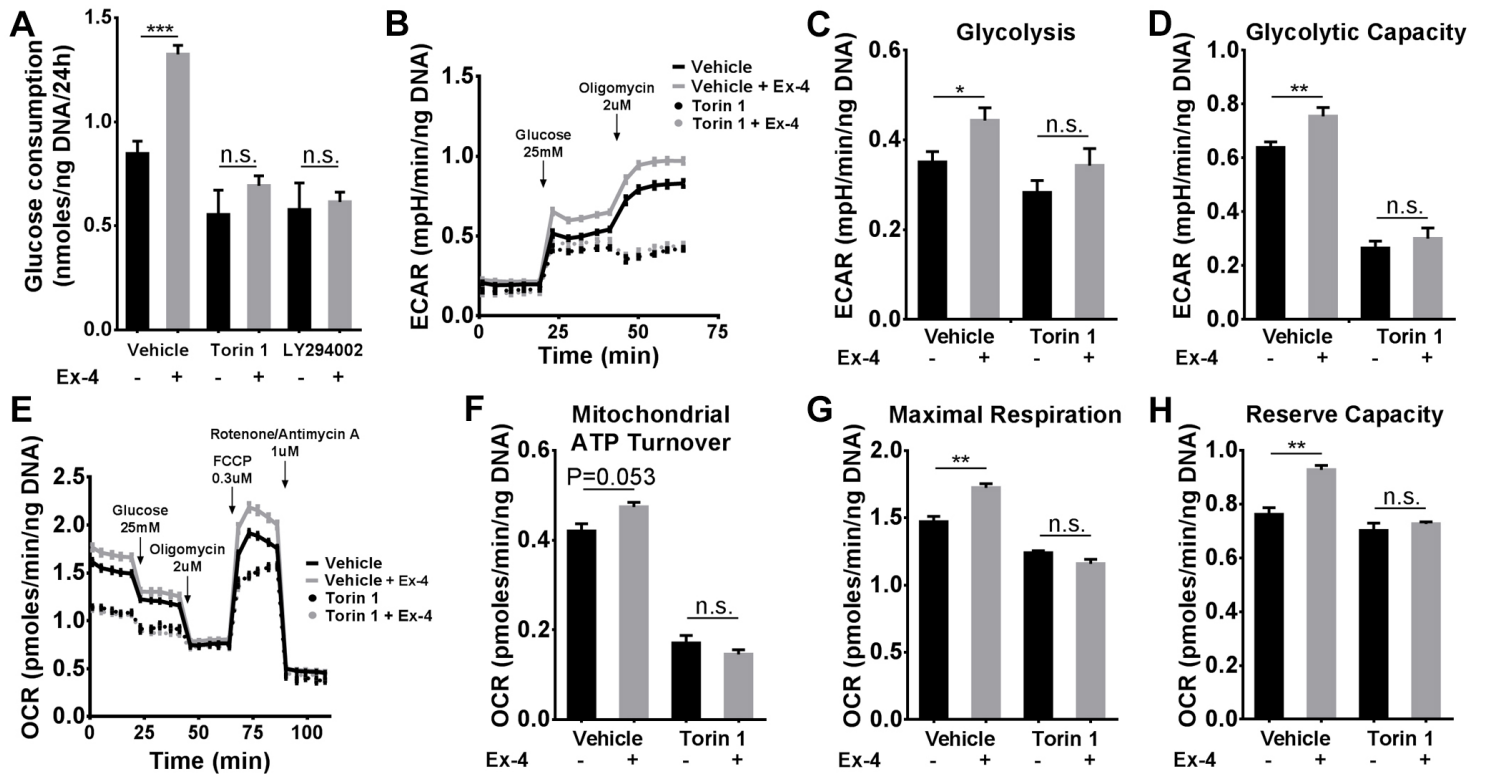 A
Glucose consumption
(nmoles/ng DNA/24h)
1.5
1.0
0.5
0.0
***
n.s.
n.s.
Vehicle
Torin 1
LY294002
Ex-4
-
+
-
+
-
+
B
ECAR (mpH/min/ng DNA)
1.5
1.0
0.5
0.0
0
25
50
75
Time (min)
Glucose
25mM
Oligomycin
2uM
Vehicle
Vehicle + Ex-4
Torin 1
Torin 1 + Ex-4
C
Glycolysis
ECAR (mpH/min/ng DNA)
0.6
0.4
0.2
0.0
*
n.s.
Vehicle
Torin 1
Ex-4
-
+
-
+
D
Glycolytic Capacity
ECAR (mpH/min/ng DNA)
1.0
0.8
0.6
0.4
0.2
0.0
**
n.s.
Vehicle
Torin 1
Ex-4
-
+
-
+
E
OCR (pmoles/min/ng DNA)
2.5
2.0
1.5
1.0
0.5
0.0
0
25
50
75
100
Time (min)
Glucose
25mM
Oligomycin
2uM
FCCP
0.3uM
Rotenone/Antimycin A
1uM
Vehicle
Vehicle + Ex-4
Torin 1
Torin 1 + Ex-4
F
Mitochondrial
ATP Turnover
OCR (pmoles/min/ng DNA)
0.6
0.4
0.2
0.0
P=0.053
n.s.
Vehicle
Torin 1
Ex-4
-
+
-
+
G
Maximal Respiration
OCR (pmoles/min/ng DNA)
2.0
1.5
1.0
0.5
0.0
**
n.s.
Vehicle
Torin 1
Ex-4
-
+
-
+
H
Reserve Capacity
OCR (pmoles/min/ng DNA)
1.0
0.8
0.6
0.4
0.2
0.0
**
n.s.
Vehicle
Torin 1
Ex-4
-
+
-
+